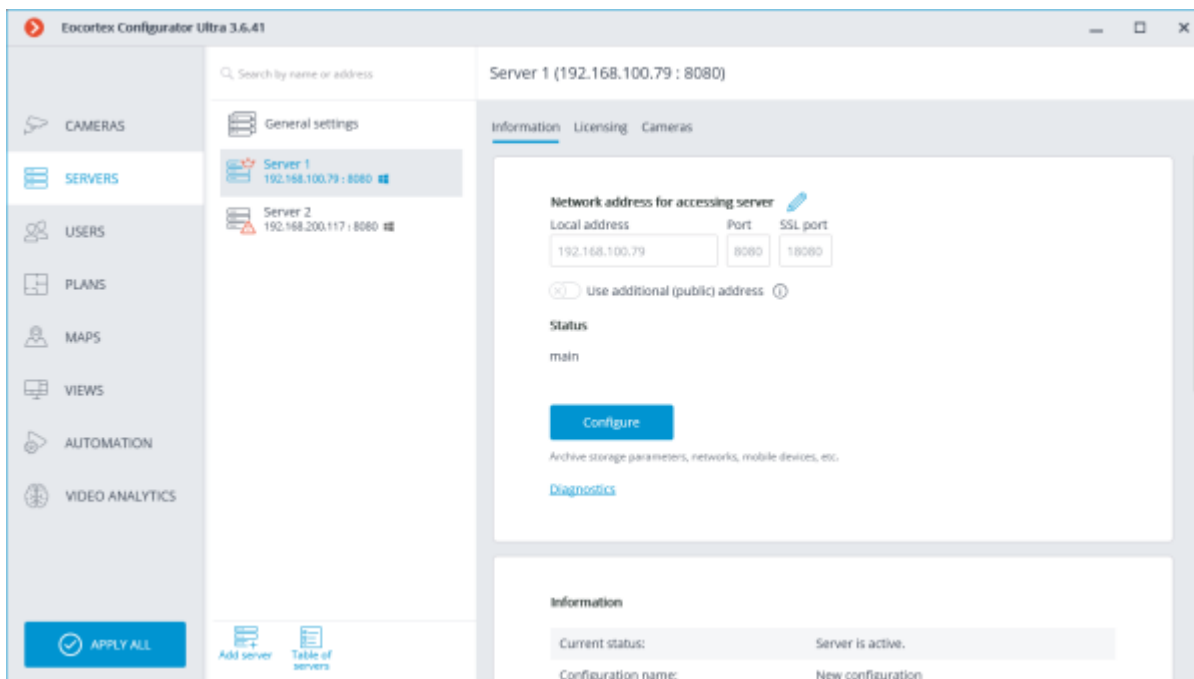 Eocortex Configurator Ultra 3.6.41
Search by name or address
Server 1 (192.168.100.79 : 8080)
CAMERAS
SERVERS
USERS
PLANS
MAPS
VIEWS
AUTOMATION
VIDEO ANALYTICS
APPLY ALL
General settings
Server 1
192.168.100.79 : 8080
Server 2
192.168.200.117 : 8080
Add server
Table of
servers
Information Licensing Cameras
Network address for accessing server
Local address Port SSL port
192.168.100.79 8080 18080
Use additional (public) address
Status
main
Configure
Archive storage parameters, networks, mobile devices, etc.
Diagnostics
Information
Current status: Server is active.
Configuration name: New configuration